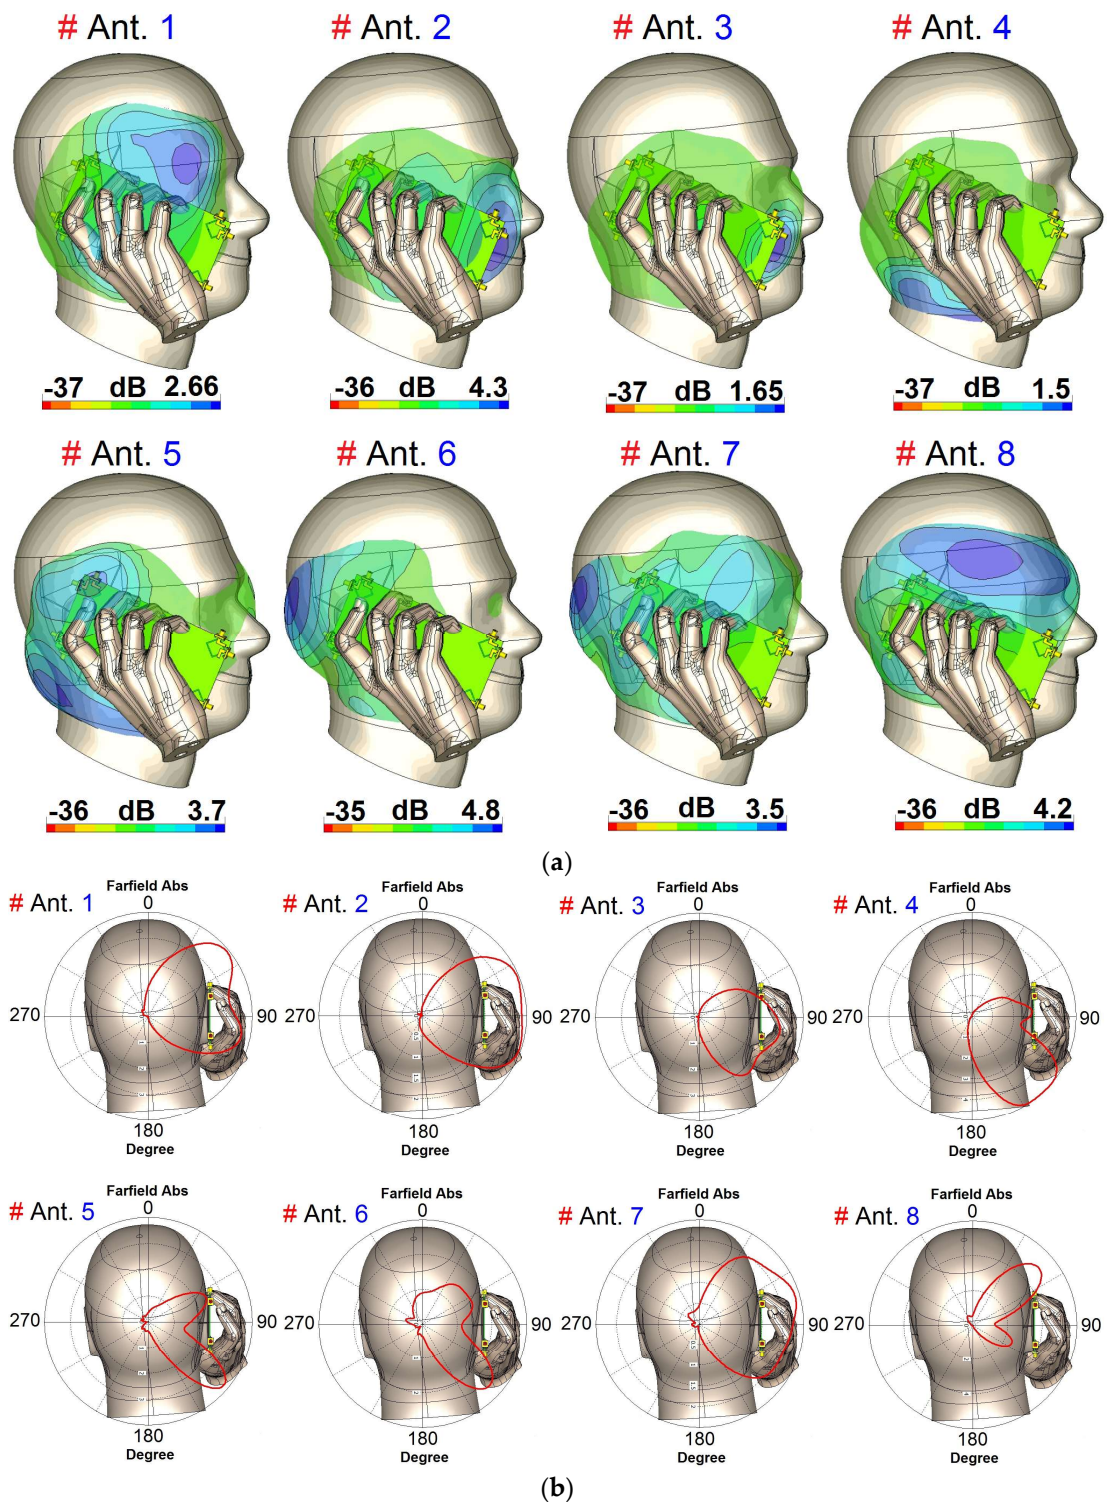 # Ant. 1 # Ant. 2 # Ant. 3 # Ant. 4
-37 dB 2.66 -36 dB 4.3 -37 dB 1.65 -37 dB 1.5
# Ant. 5 # Ant. 6 # Ant. 7 # Ant. 8
-36 dB 3.7 -35 dB 4.8 -36 dB 3.5 -36 dB 4.2
(a)
Farfield Abs Farfield Abs Farfield Abs Farfield Abs
# Ant. 1 0 # Ant. 2 0 # Ant. 3 0 # Ant. 4 0
270 90 270 90 270 90 270 90
180 180 180 180
Degree Degree Degree Degree
Farfield Abs Farfield Abs Farfield Abs Farfield Abs
# Ant. 5 0 # Ant. 6 0 # Ant. 7 0 # Ant. 8 0
270 90 270 90 270 90 270 90
180 180 180 180
Degree Degree Degree Degree
(b)